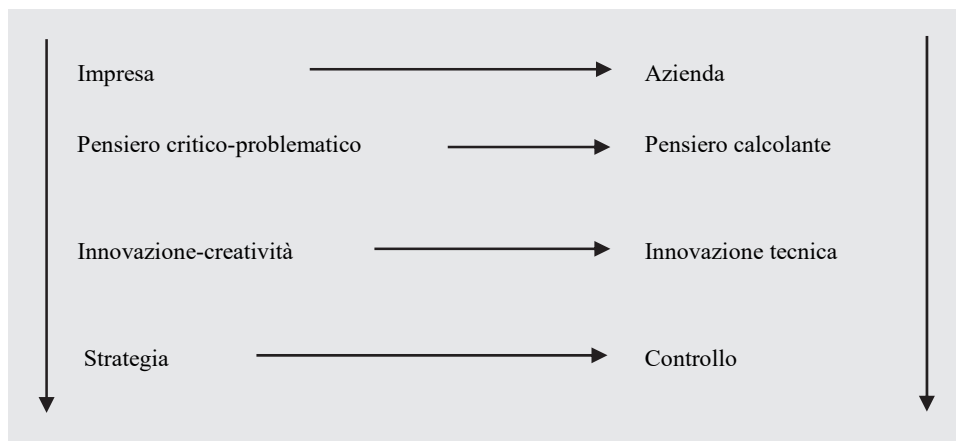 Impresa Azienda
Pensiero critico-problematico Pensiero calcolante
Innovazione-creatività Innovazione tecnica
Strategia Controllo